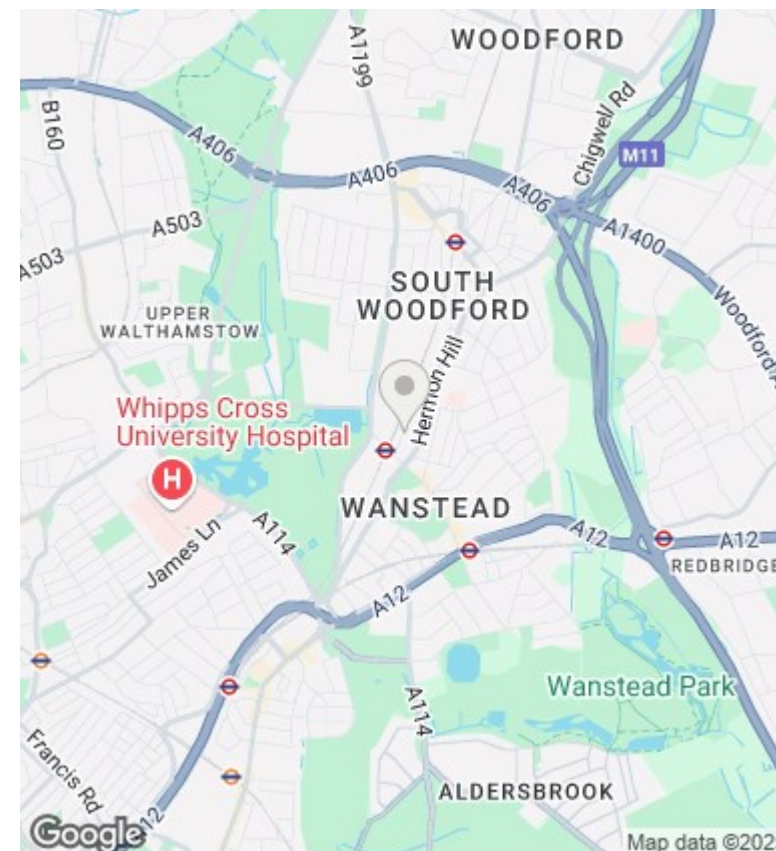 WOODFORD
A1199
B160
Chigwell Rd
M11
A406
A406
A406
A1400
A503
A503
Woodford A
SOUTH
WOODFORD
UPPER
WALTHAMSTOW
Hermon Hill
Whipps Cross
University Hospital
H
WANSTEAD
James Ln
A114
A12
A12
REDBRIDGE
A12
Wanstead Park
A114
Francis Rd
ALDERSBROOK
A12
Google
Map data ©202